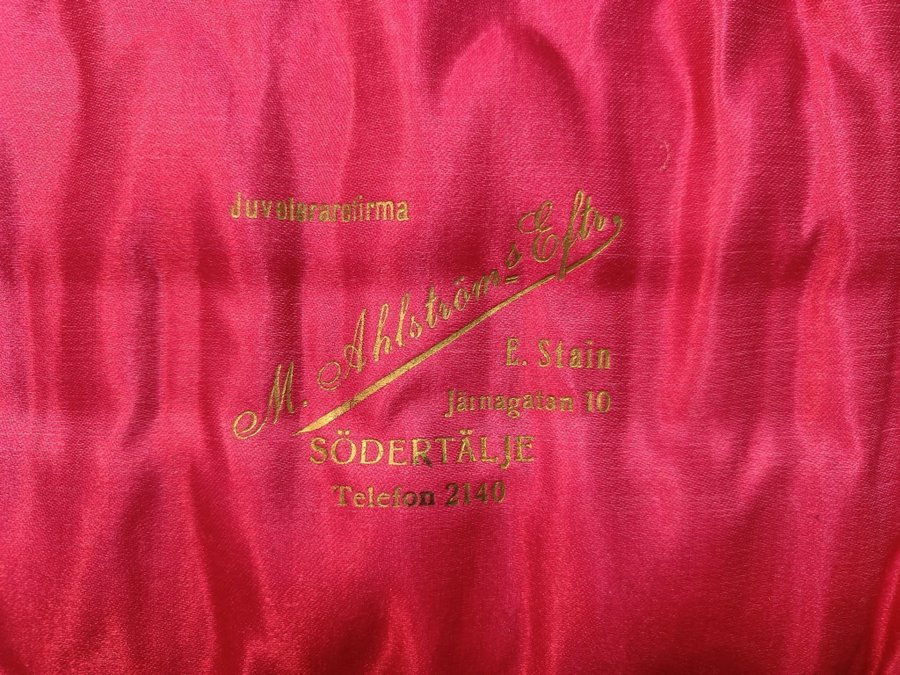 Juvelerarefirma
M. Ahlströms Eftr.
E. Stain
Järnagatan 10
SÖDERTÄLJE
Telefon 2140